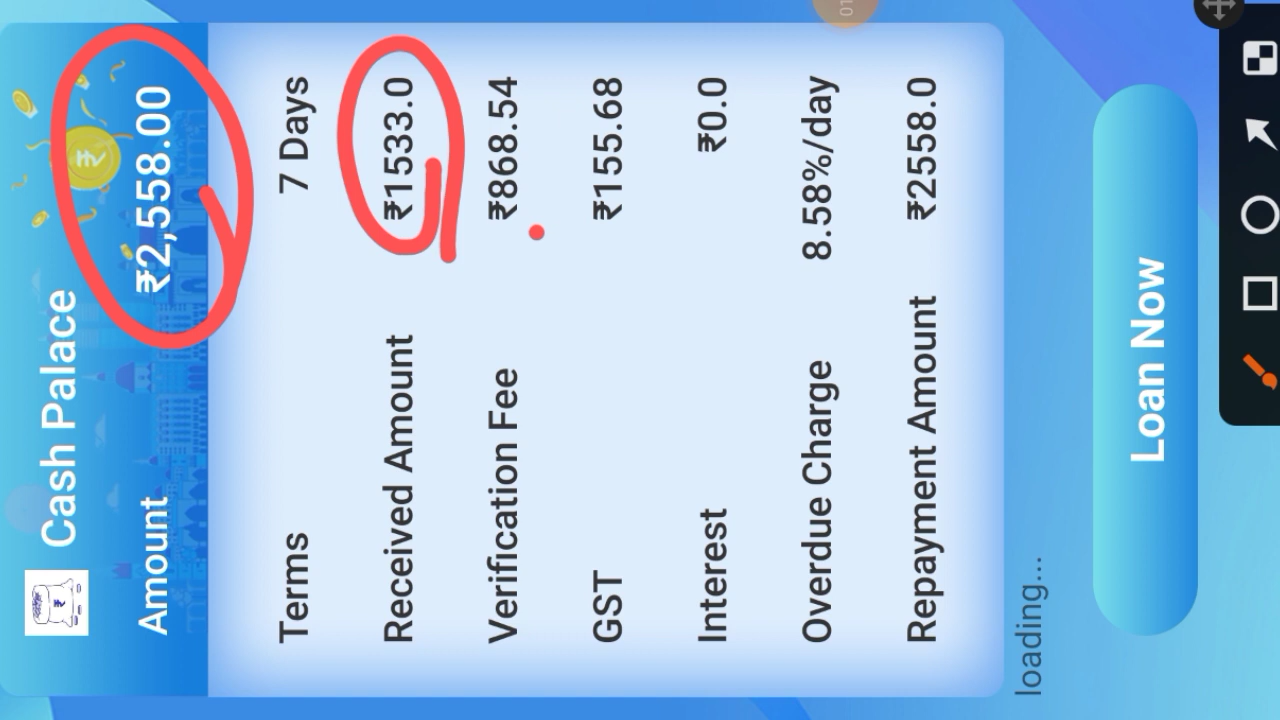 Cash Palace
Amount ₹2,558.00
Terms 7 Days
Received Amount ₹1533.0
Verification Fee ₹868.54
GST ₹155.68
Interest ₹0.0
Overdue Charge 8.58%/day
Repayment Amount ₹2558.0
loading...
Loan Now
01